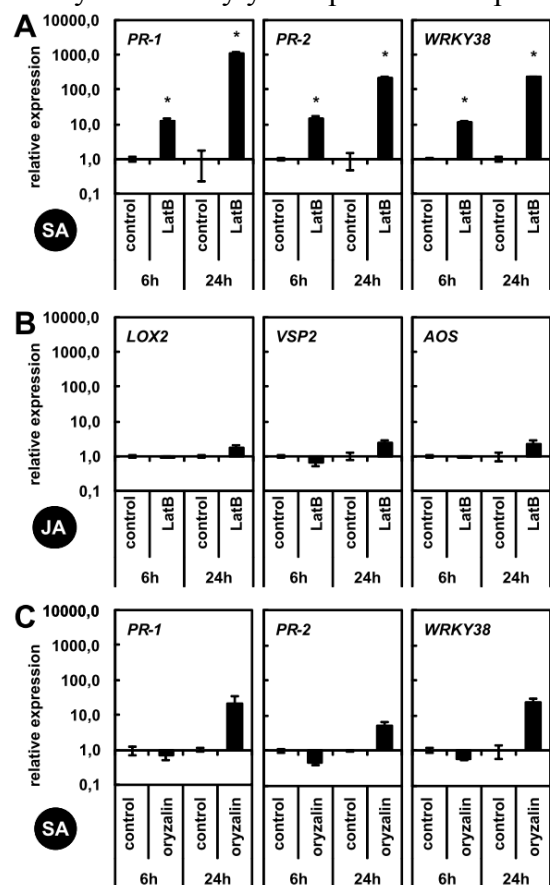 A
PR-1 PR-2 WRKY38
* * * * * *
10000,0
1000,0
100,0
10,0
1,0
0,1
relative expression
SA
control LatB control LatB control LatB control LatB control LatB control LatB
6h 24h 6h 24h 6h 24h
B
LOX2 VSP2 AOS
10000,0
1000,0
100,0
10,0
1,0
0,1
relative expression
JA
control LatB control LatB control LatB control LatB control LatB control LatB
6h 24h 6h 24h 6h 24h
C
PR-1 PR-2 WRKY38
10000,0
1000,0
100,0
10,0
1,0
0,1
relative expression
SA
control oryzalin control oryzalin control oryzalin control oryzalin control oryzalin control oryzalin
6h 24h 6h 24h 6h 24h